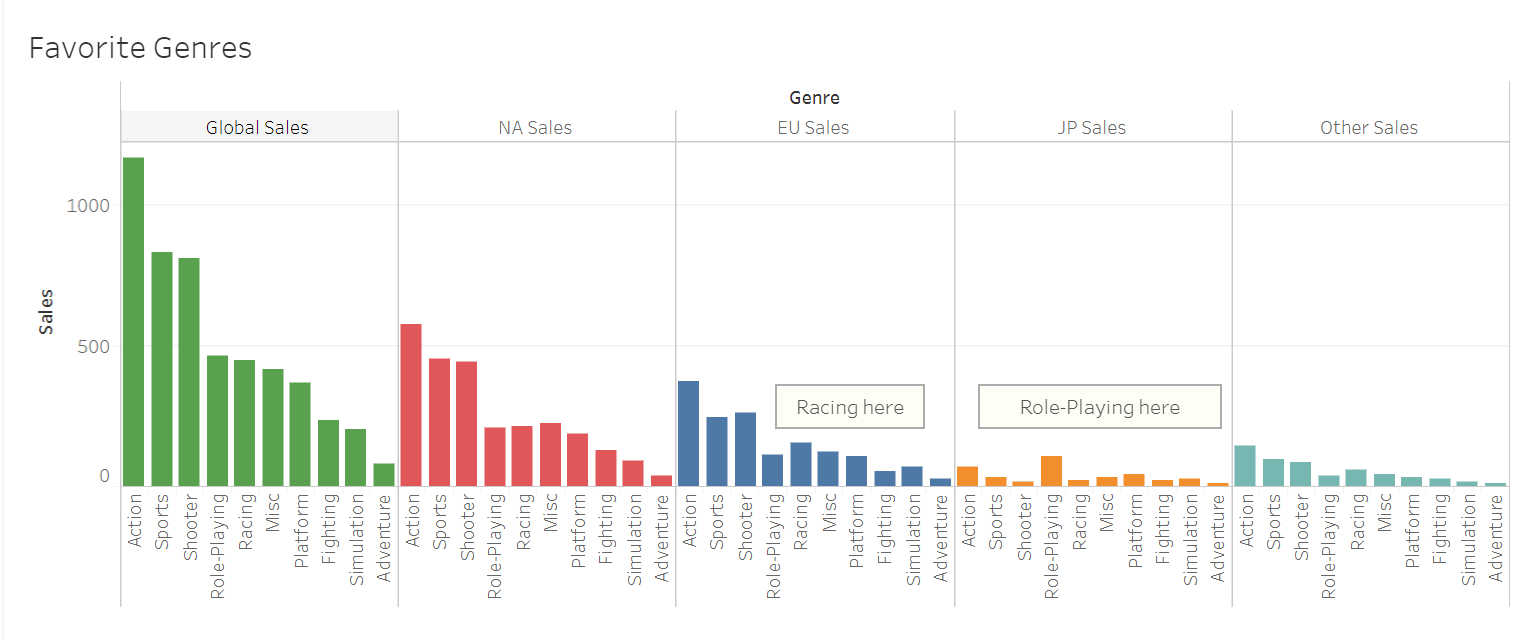 Favorite Genres
Genre
Global Sales NA Sales EU Sales JP Sales Other Sales
Sales
1000
500
0
Racing here
Role-Playing here
Action Sports Shooter Role-Playing Racing Misc Platform Fighting Simulation Adventure Action Sports Shooter Role-Playing Racing Misc Platform Fighting Simulation Adventure Action Sports Shooter Role-Playing Racing Misc Platform Fighting Simulation Adventure Action Sports Shooter Role-Playing Racing Misc Platform Fighting Simulation Adventure Action Sports Shooter Role-Playing Racing Misc Platform Fighting Simulation Adventure